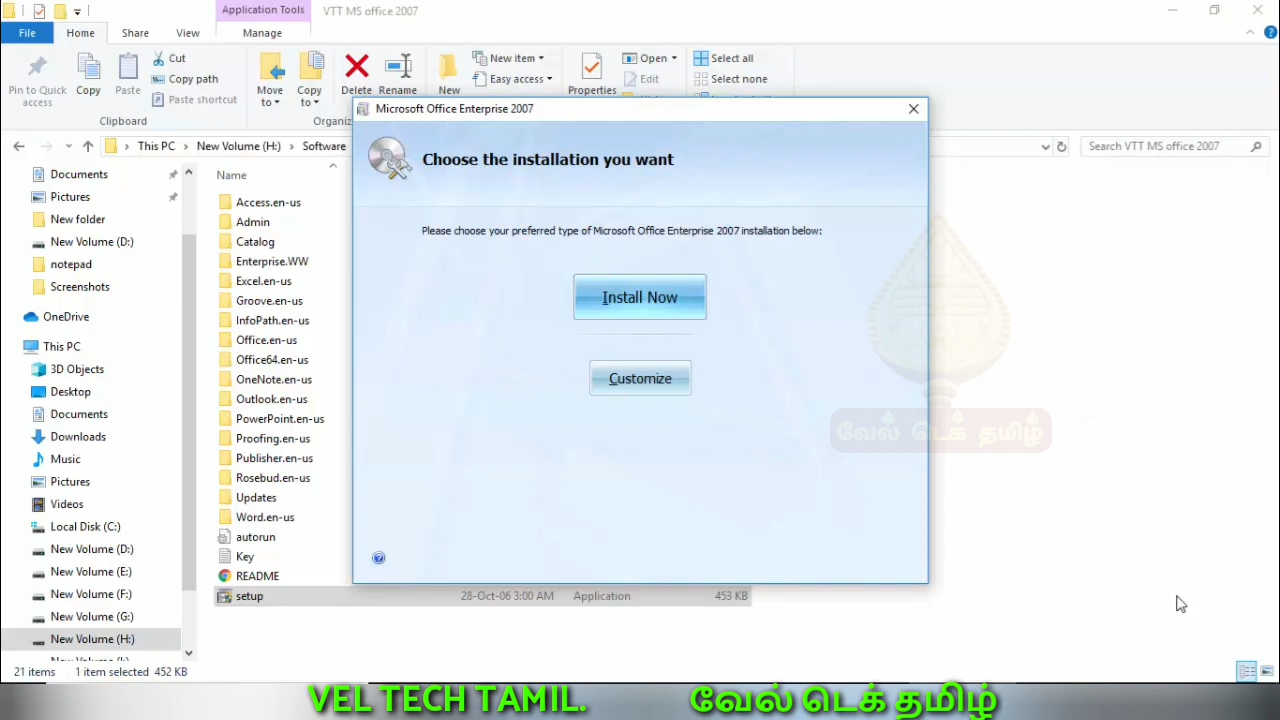 Application Tools VTT MS office 2007
File Home Share View Manage
Pin to Quick access Copy Paste Cut Copy path Paste shortcut Move to Copy to Delete Rename New New item Easy access Properties Open Edit Select all Select none
Clipboard Organiz
This PC › New Volume (H:) › Software Search VTT MS office 2007
Documents
Pictures
New folder
New Volume (D:)
notepad
Screenshots
OneDrive
This PC
3D Objects
Desktop
Documents
Downloads
Music
Pictures
Videos
Local Disk (C:)
New Volume (D:)
New Volume (E:)
New Volume (F:)
New Volume (G:)
New Volume (H:)
Name
Access.en-us
Admin
Catalog
Enterprise.WW
Excel.en-us
Groove.en-us
InfoPath.en-us
Office.en-us
Office64.en-us
OneNote.en-us
Outlook.en-us
PowerPoint.en-us
Proofing.en-us
Publisher.en-us
Rosebud.en-us
Updates
Word.en-us
autorun
Key
README
setup 28-Oct-06 3:00 AM Application 453 KB
Microsoft Office Enterprise 2007
Choose the installation you want
Please choose your preferred type of Microsoft Office Enterprise 2007 installation below:
Install Now
Customize
வேல் டெக் தமிழ்
21 items 1 item selected 452 KB
VEL TECH TAMIL. வேல் டெக் தமிழ்